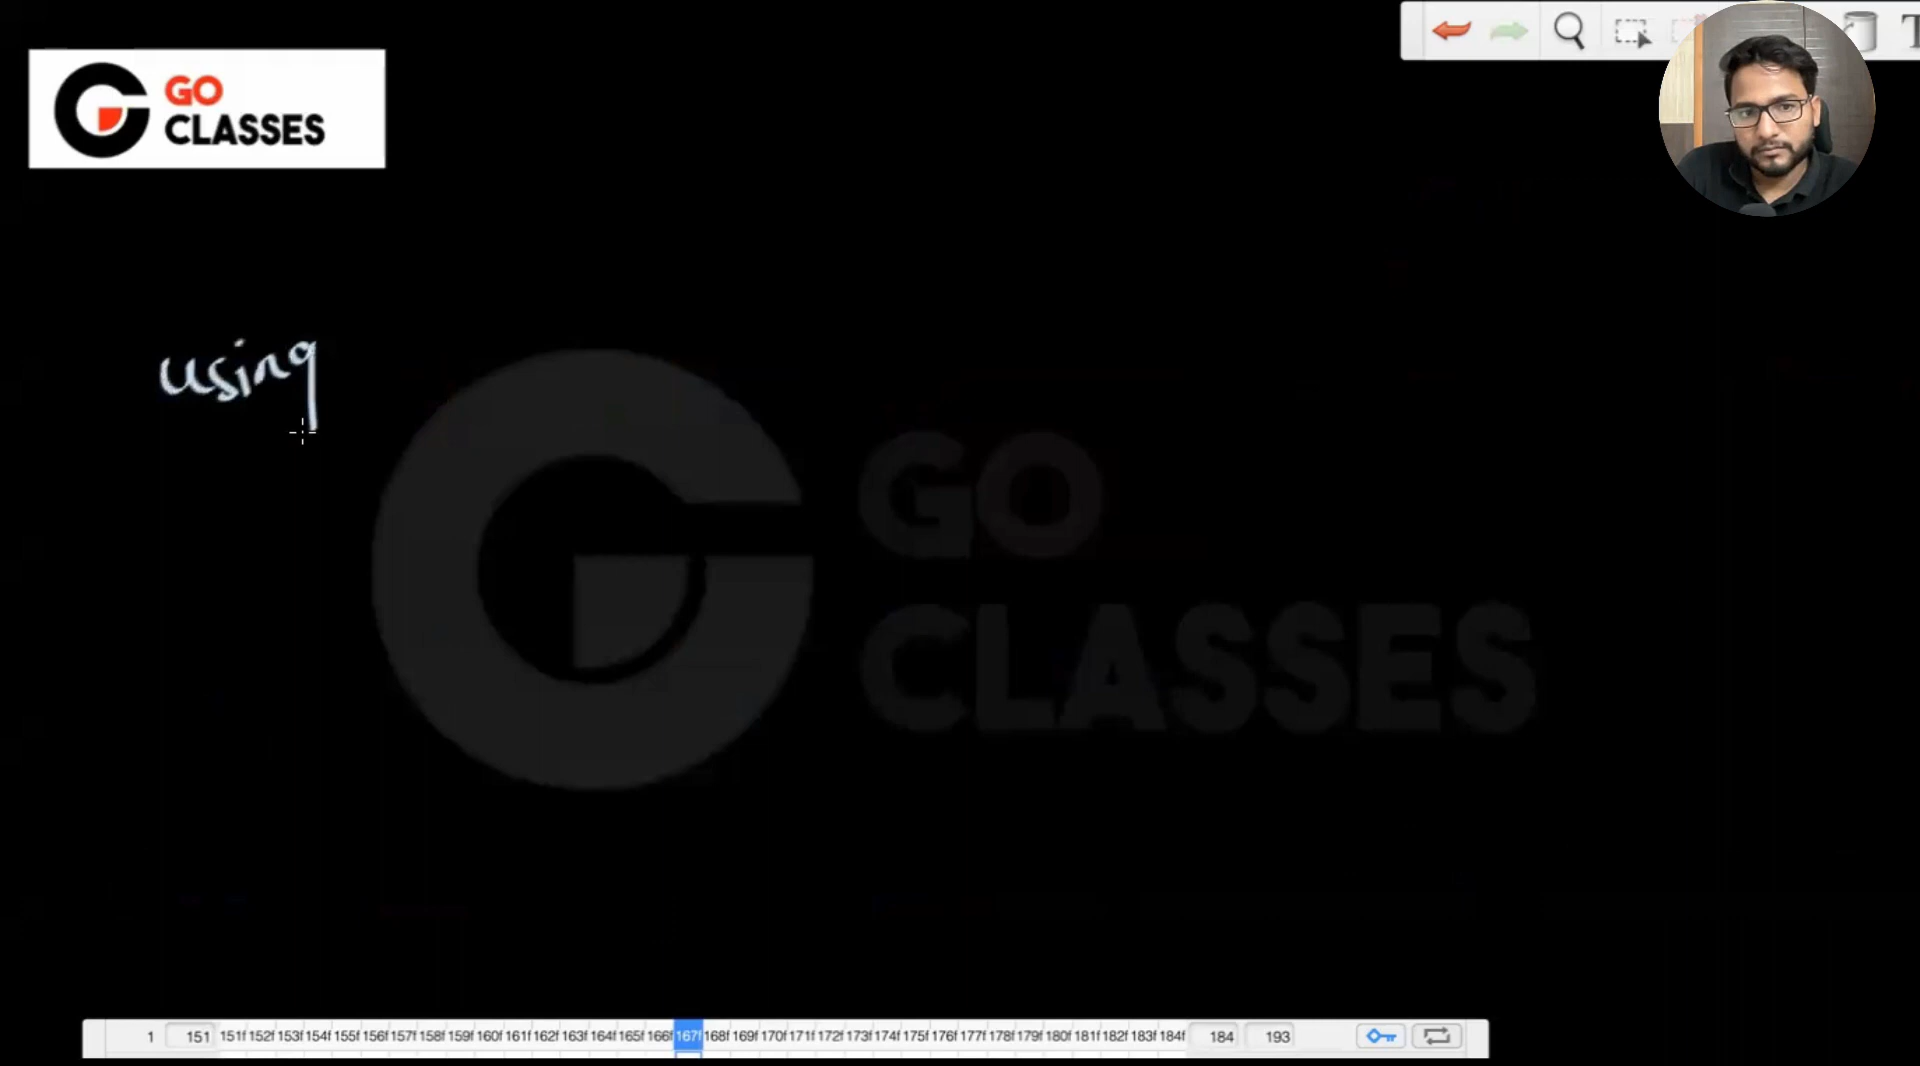 GO
CLASSES
T
using
GO
CLASSES
1 151 151f 152f 153f 154f 155f 156f 157f 158f 159f 160f 161f 162f 163f 164f 165f 166f 167f 168f 169f 170f 171f 172f 173f 174f 175f 176f 177f 178f 179f 180f 181f 182f 183f 184f 184 193